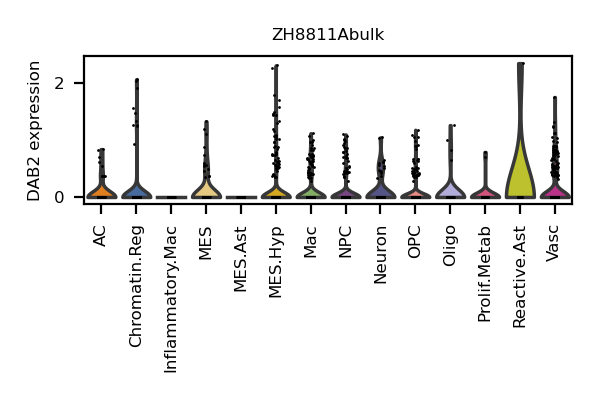 ZH8811Abulk
DAB2 expression
2
0
AC
Chromatin.Reg
Inflammatory.Mac
MES
MES.Ast
MES.Hyp
Mac
NPC
Neuron
OPC
Oligo
Prolif.Metab
Reactive.Ast
Vasc